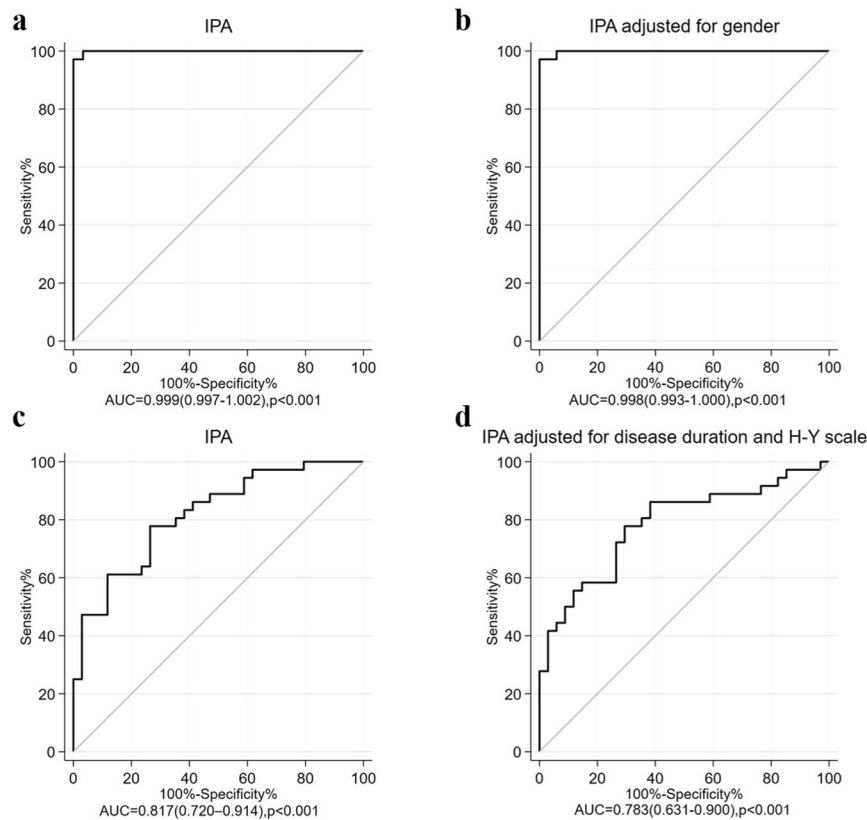 a
IPA
100
80
60
40
20
0
Sensitivity%
0 20 40 60 80 100
100%-Specificity%
AUC=0.999(0.997-1.002),p<0.001
b
IPA adjusted for gender
100
80
60
40
20
0
Sensitivity%
0 20 40 60 80 100
100%-Specificity%
AUC=0.998(0.993-1.000),p<0.001
c
IPA
100
80
60
40
20
0
Sensitivity%
0 20 40 60 80 100
100%-Specificity%
AUC=0.817(0.720–0.914),p<0.001
d
IPA adjusted for disease duration and H-Y scale
100
80
60
40
20
0
Sensitivity%
0 20 40 60 80 100
100%-Specificity%
AUC=0.783(0.631-0.900),p<0.001